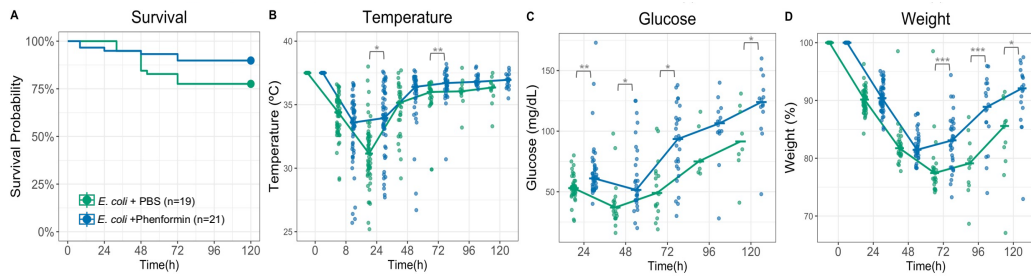 A Survival
100%
75%
50%
25%
0%
Survival Probability
E. coli + PBS (n=19)
E. coli +Phenformin (n=21)
0 24 48 72 96 120
Time(h)
B Temperature
40
35
30
25
Temperature (ºC)
* **
0 8 24 48 72 96 120
Time(h)
C Glucose
150
100
50
Glucose (mg/dL)
** * * *
24 48 72 96 120
Time(h)
D Weight
100
90
80
70
Weight (%)
*** *** *
0 24 48 72 96 120
Time(h)